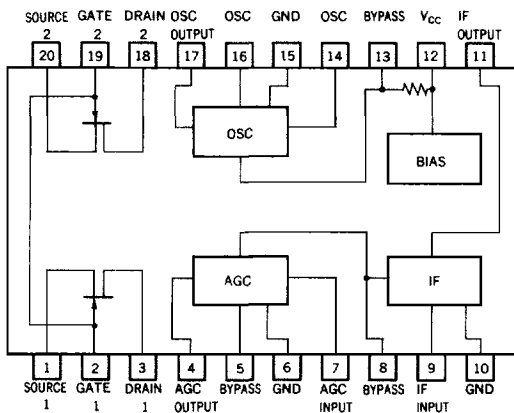 SOURCE GATE DRAIN OSC OSC GND OSC BYPASS VCC IF
2 2 2 OUTPUT OUTPUT
20 19 18 17 16 15 14 13 12 11
OSC
BIAS
AGC
IF
1 2 3 4 5 6 7 8 9 10
SOURCE GATE DRAIN AGC BYPASS GND AGC BYPASS IF GND
1 1 1 OUTPUT INPUT INPUT